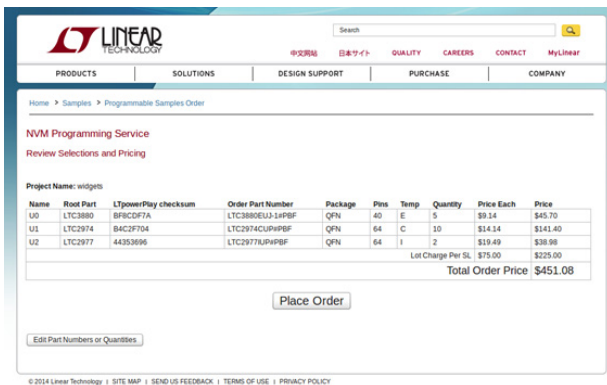 LINEAR
TECHNOLOGY
Search
中文网站 日本サイト QUALITY CAREERS CONTACT MyLinear
PRODUCTS SOLUTIONS DESIGN SUPPORT PURCHASE COMPANY
Home > Samples > Programmable Samples Order
NVM Programming Service
Review Selections and Pricing
Project Name: widgets
Name Root Part LTpowerPlay checksum Order Part Number Package Pins Temp Quantity Price Each Price
U0 LTC3880 BF8CDF7A LTC3880EUJ-1#PBF QFN 40 E 5 $9.14 $45.70
U1 LTC2974 B4C2F704 LTC2974CUP#PBF QFN 64 C 10 $14.14 $141.40
U2 LTC2977 44353696 LTC2977IUP#PBF QFN 64 I 2 $19.49 $38.98
Lot Charge Per SL $75.00 $225.00
Total Order Price $451.08
Place Order
Edit Part Numbers or Quantities
© 2014 Linear Technology | SITE MAP | SEND US FEEDBACK | TERMS OF USE | PRIVACY POLICY